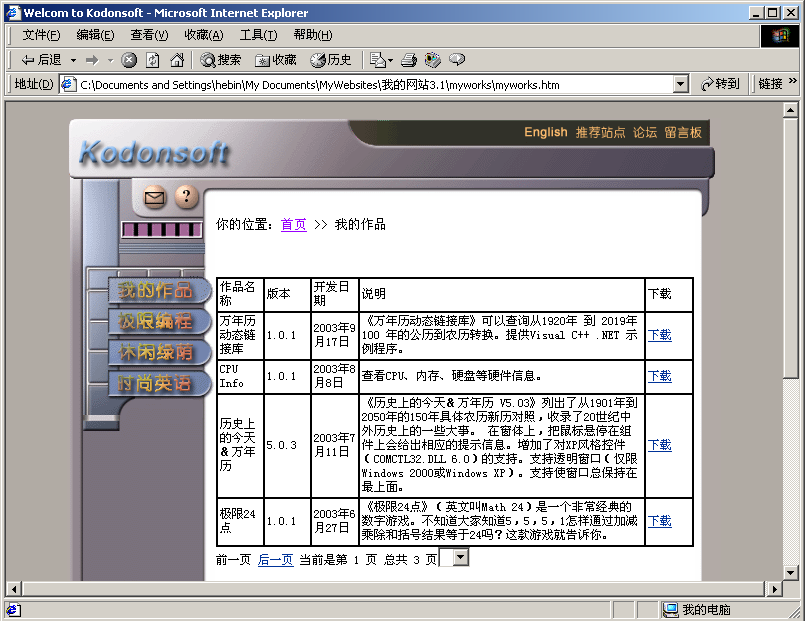 Welcom to Kodonsoft - Microsoft Internet Explorer
文件(F) 编辑(E) 查看(V) 收藏(A) 工具(T) 帮助(H)
后退 搜索 收藏 历史
地址(D) C:\Documents and Settings\hebin\My Documents\MyWebsites\我的网站3.1\myworks\myworks.htm 转到 链接 »
English 推荐站点 论坛 留言板
Kodonsoft
?
你的位置: 首页 >> 我的作品
我的作品
极限编程
休闲绿荫
时尚英语
作品名
称
版本
开发日
期
说明
下载
万年历
动态链
接库
1.0.1
2003年9
月17日
《万年历动态链接库》可以查询从1920年 到 2019年
100 年的公历到农历转换。提供Visual C++ .NET 示
例程序。
下载
CPU
Info
1.0.1
2003年8
月8日
查看CPU、内存、硬盘等硬件信息。
下载
历史上
的今天
&万年
历
5.0.3
2003年7
月11日
《历史上的今天&万年历 V5.03》列出了从1901年到
2050年的150年具体农历新历对照，收录了20世纪中
外历史上的一些大事。 在窗体上，把鼠标悬停在组
件上会给出相应的提示信息。增加了对XP风格控件
（COMCTL32.DLL 6.0）的支持。支持透明窗口（仅限
Windows 2000或Windows XP）。支持使窗口总保持在
最上面。
下载
极限24
点
1.0.1
2003年6
月27日
《极限24点》（英文叫Math 24）是一个非常经典的
数字游戏。不知道大家知道5，5，5，1怎样通过加减
乘除和括号结果等于24吗？这款游戏就告诉你。
下载
前一页 后一页 当前是第 1 页 总共 3 页
我的电脑